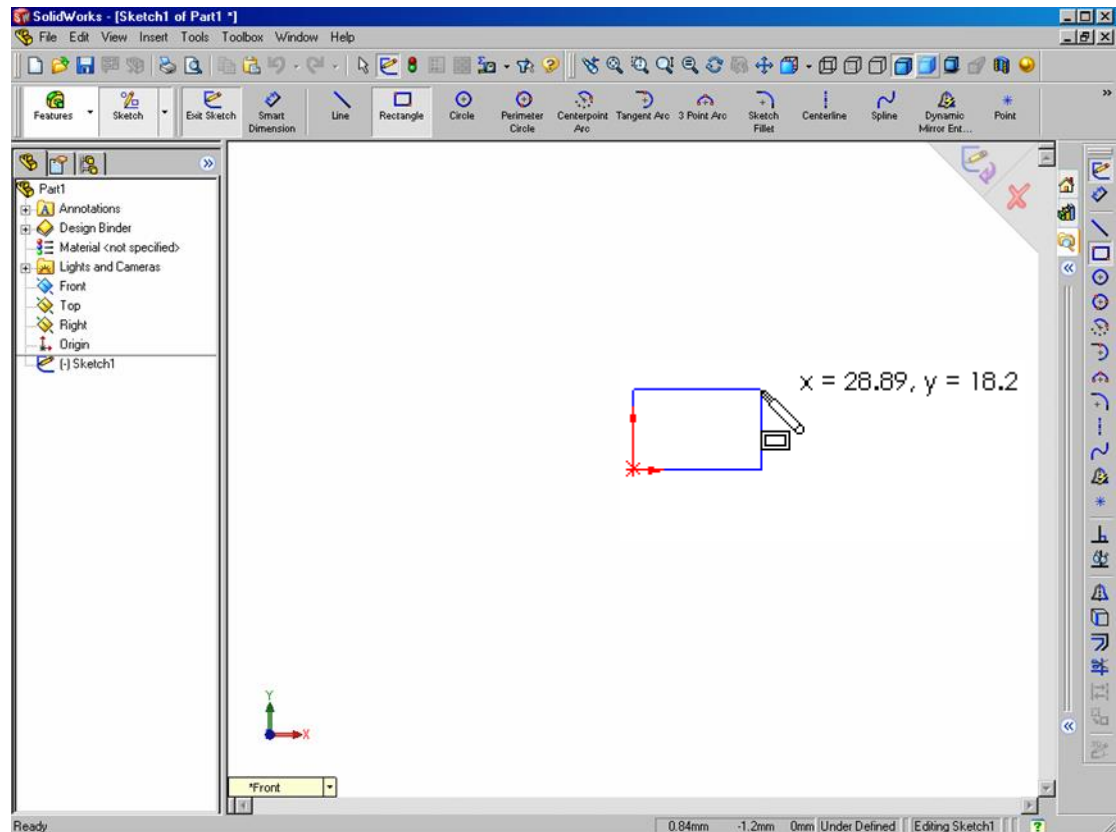 SolidWorks - [Sketch1 of Part1 *]
File Edit View Insert Tools Toolbox Window Help
Features Sketch Exit Sketch Smart Dimension Line Rectangle Circle Perimeter Circle Centerpoint Arc Tangent Arc 3 Point Arc Sketch Fillet Centerline Spline Dynamic Mirror Ent... Point
Part1
Annotations
Design Binder
Material <not specified>
Lights and Cameras
Front
Top
Right
Origin
(-) Sketch1
x = 28.89, y = 18.2
Y
X
*Front
Ready 0.84mm -1.2mm 0mm Under Defined Editing Sketch1